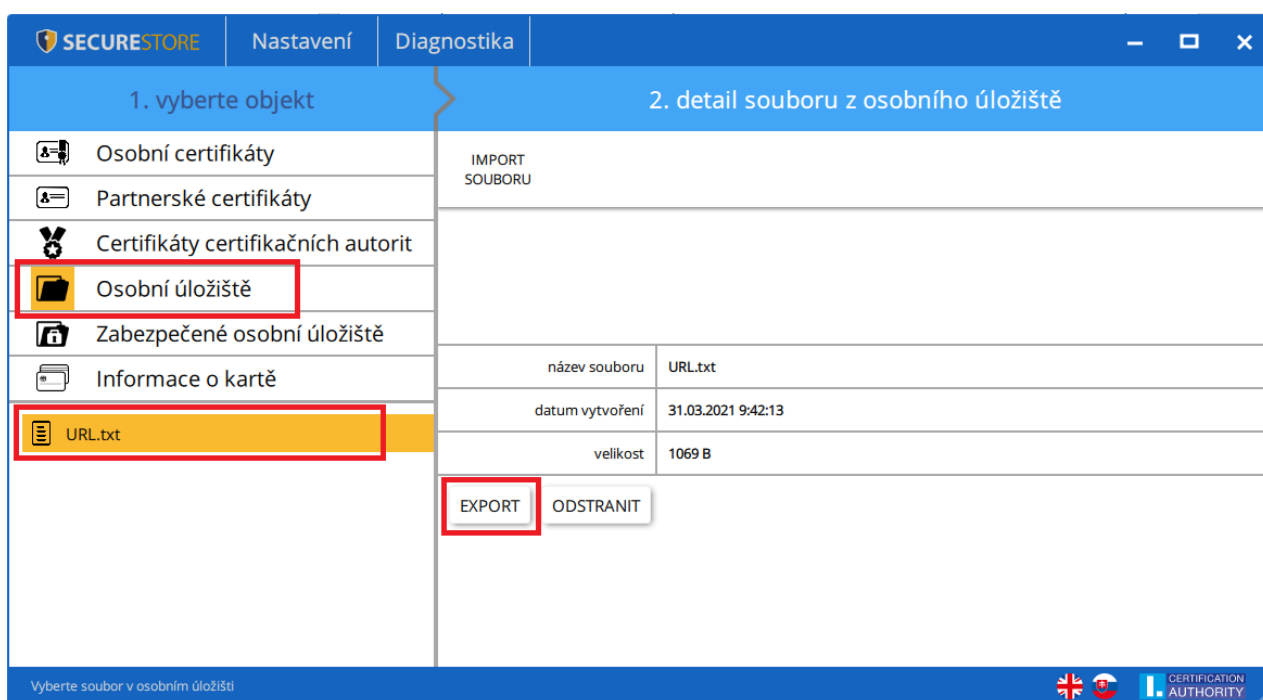 SECURESTORE Nastavení Diagnostika
1. vyberte objekt
2. detail souboru z osobního úložiště
Osobní certifikáty
Partnerské certifikáty
Certifikáty certifikačních autorit
Osobní úložiště
Zabezpečené osobní úložiště
Informace o kartě
URL.txt
IMPORT
SOUBORU
název souboru URL.txt
datum vytvoření 31.03.2021 9:42:13
velikost 1069 B
EXPORT ODSTRANIT
Vyberte soubor v osobním úložišti
I. CERTIFICATION
AUTHORITY